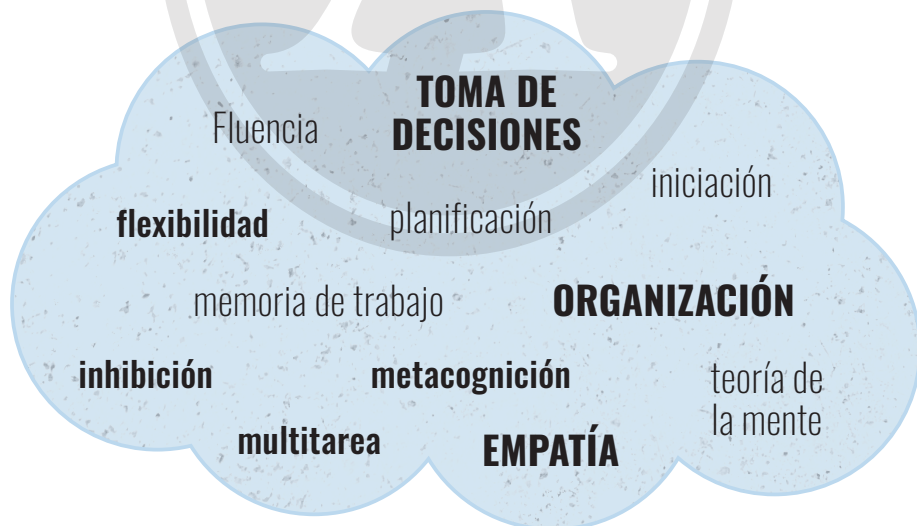 TOMA DE
DECISIONES
Fluencia
iniciación
flexibilidad
planificación
memoria de trabajo
ORGANIZACIÓN
inhibición
metacognición
teoría de
la mente
multitarea
EMPATÍA